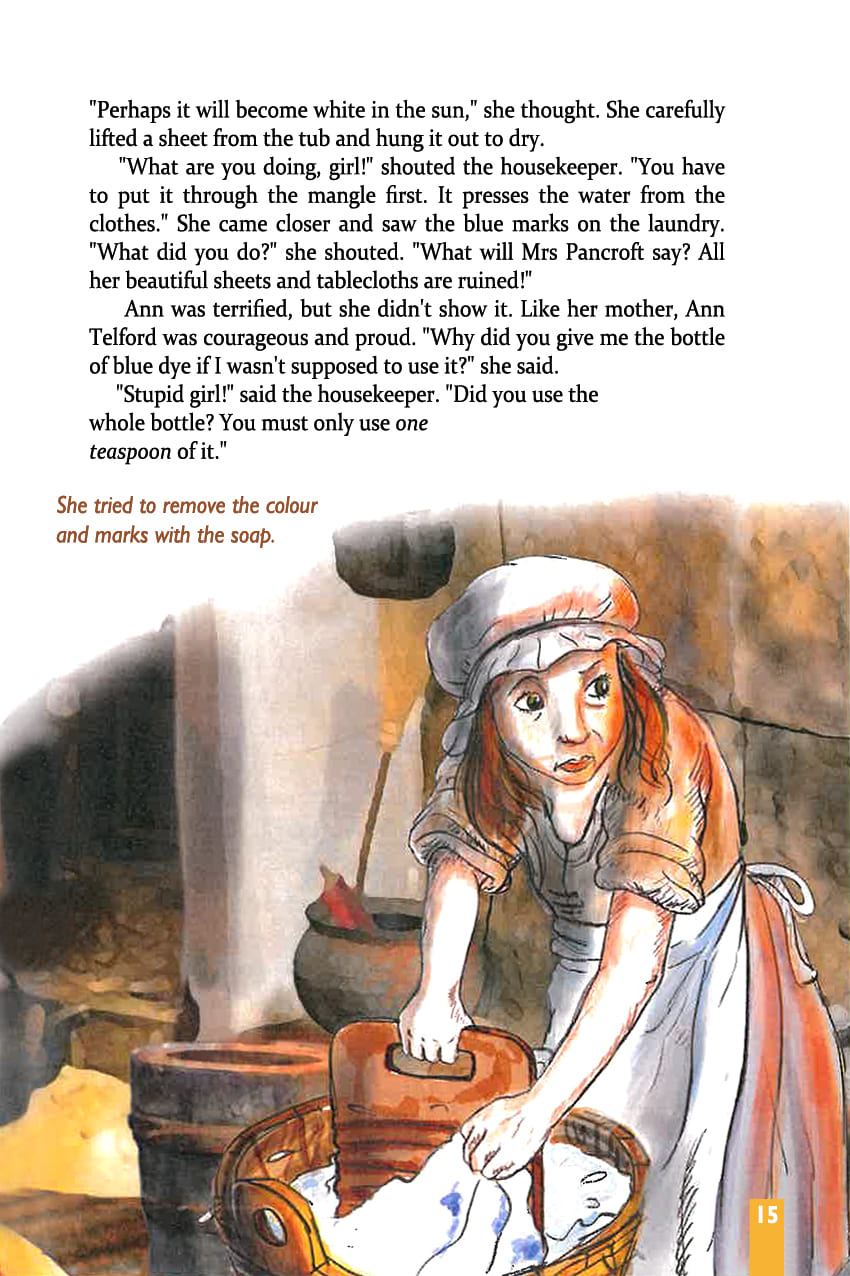 "Perhaps it will become white in the sun," she thought. She carefully
lifted a sheet from the tub and hung it out to dry.
"What are you doing, girl!" shouted the housekeeper. "You have
to put it through the mangle first. It presses the water from the
clothes." She came closer and saw the blue marks on the laundry.
"What did you do?" she shouted. "What will Mrs Pancroft say? All
her beautiful sheets and tablecloths are ruined!"
Ann was terrified, but she didn't show it. Like her mother, Ann
Telford was courageous and proud. "Why did you give me the bottle
of blue dye if I wasn't supposed to use it?" she said.
"Stupid girl!" said the housekeeper. "Did you use the
whole bottle? You must only use one
teaspoon of it."
She tried to remove the colour
and marks with the soap.
15